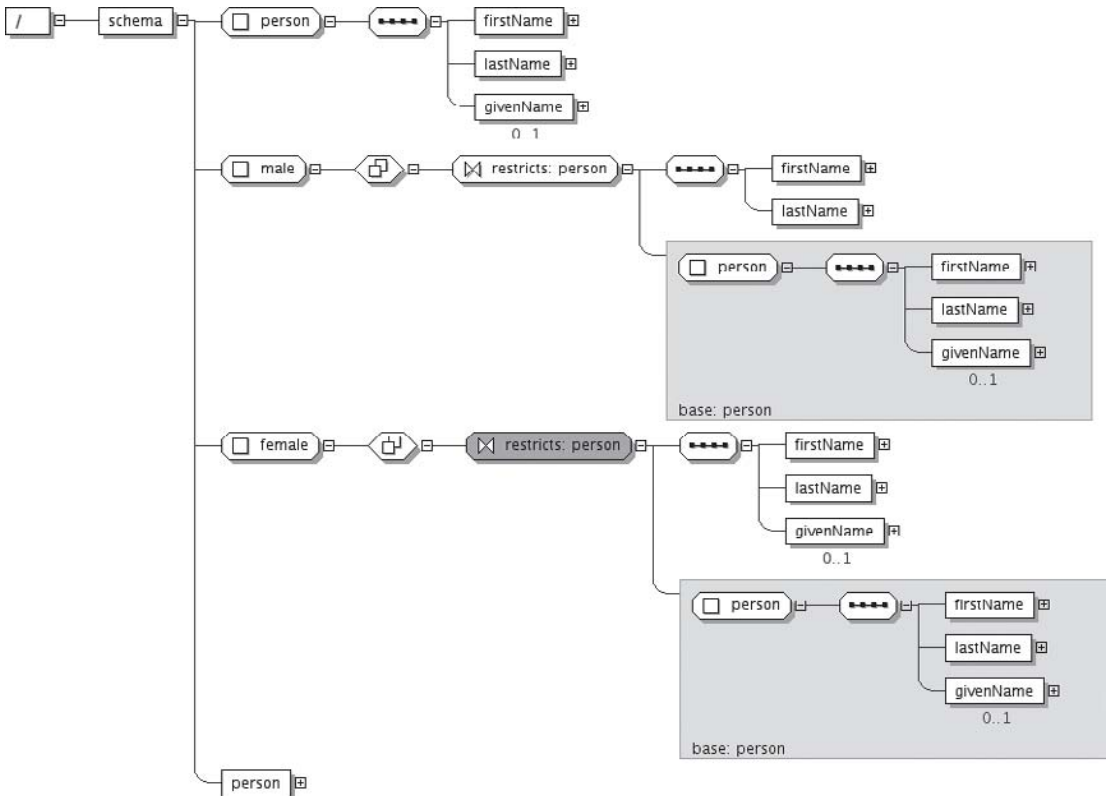 / schema person firstName
lastName
givenName
0..1
male restricts: person firstName
lastName
person firstName
lastName
givenName
0..1
base: person
female restricts: person firstName
lastName
givenName
0..1
person firstName
lastName
givenName
0..1
base: person
person